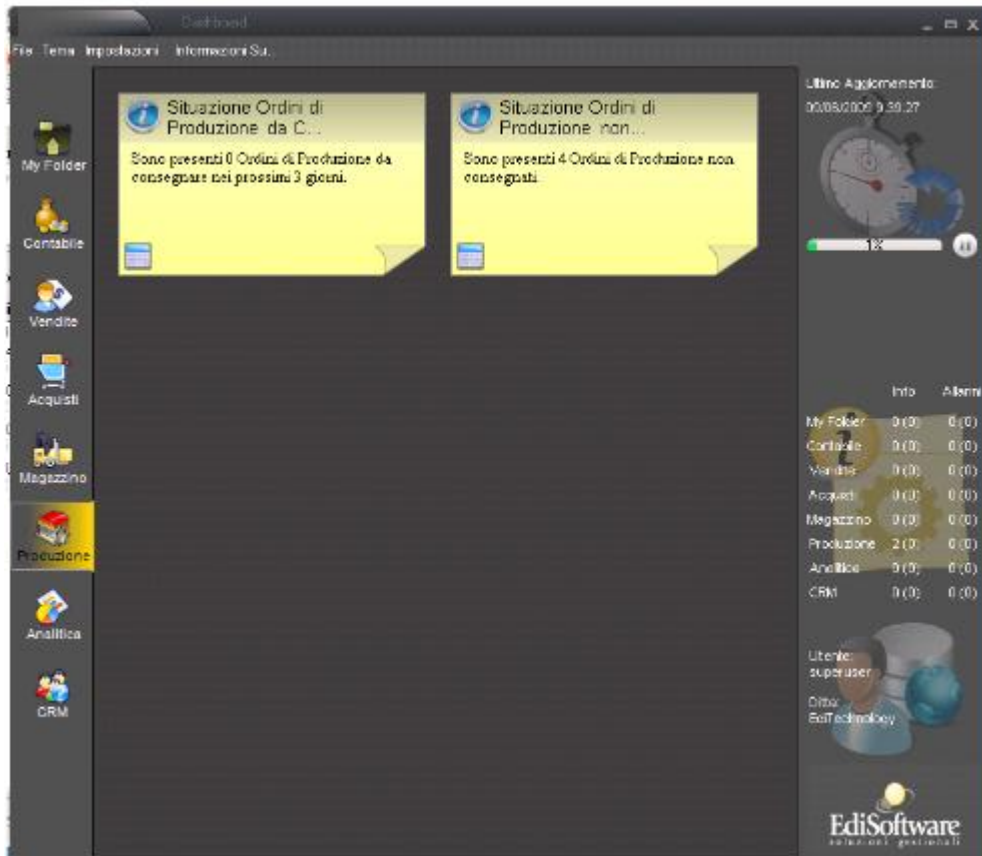 Dashboard
File Tema Impostazioni Informazioni Su...
My Folder
Contabile
Vendite
Acquisti
Magazzino
Produzione
Analitica
CRM
Situazione Ordini di
Produzione da C...
Sono presenti 0 Ordini di Produzione da
consegnare nei prossimi 3 giorni.
Situazione Ordini di
Produzione non...
Sono presenti 4 Ordini di Produzione non
consegnati
Ultimo Aggiornamento:
1%
Info Allarmi
My Folder 0 (0) 0 (0)
Contabile 0 (0) 0 (0)
Vendite 0 (0) 0 (0)
Acquisti 0 (0) 0 (0)
Magazzino 0 (0) 0 (0)
Produzione 2 (0) 0 (0)
Analitica 0 (0) 0 (0)
CRM 0 (0) 0 (0)
Utente:
superuser
Ditta:
EdiTechnology
EdiSoftware
soluzioni gestionali